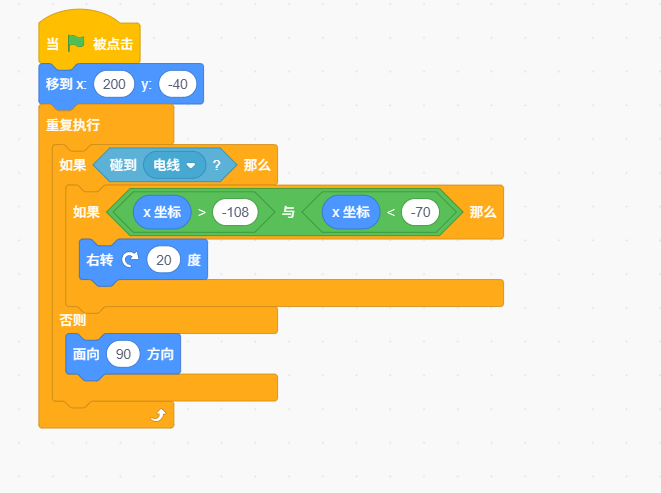 当 被点击
移到 x: 200 y: -40
重复执行
如果 碰到 电线 ? 那么
如果 x 坐标 > -108 与 x 坐标 < -70 那么
右转 20 度
否则
面向 90 方向